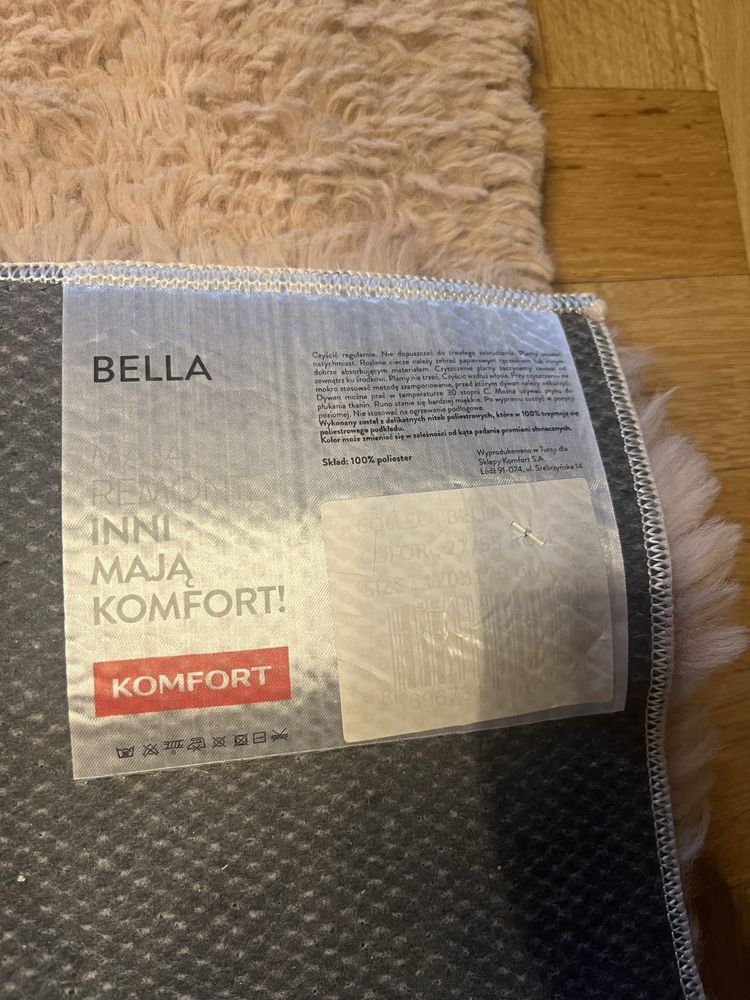 BELLA
Czyścić regularnie. Nie dopuszczać do trwałego zabrudzenia. Plamy usuwać
natychmiast. Rozlane ciecze należy zebrać papierowym ręcznikiem lub innym
dobrze absorbującym materiałem. Czyszczenie plamy zaczynamy zawsze od
zewnątrz ku środkowi. Plamy nie trzeć. Czyścić wzdłuż włosia. Przy czyszczeniu na
mokro stosować metodę szamponowania, przed którym dywan należy odkurzyć.
Dywan można prać w temperaturze 30 stopni C. Można używać płynu do
płukania tkanin. Runo stanie się bardziej miękkie. Po wypraniu suszyć w pozycji
poziomej. Nie stosować na ogrzewanie podłogowe.
Wykonany został z delikatnych nitek poliestrowych, które w 100% trzymają się
poliestrowego podkładu.
Kolor może zmieniać się w zależności od kąta padania promieni słonecznych.
Skład: 100% poliester
Wyprodukowano w Turcji dla
Sklepy Komfort S.A.
Łódź 91-074, ul. Srebrzyńska 14
REMONT
INNI
MAJĄ
KOMFORT!
KOMFORT
BELLA
SIZE